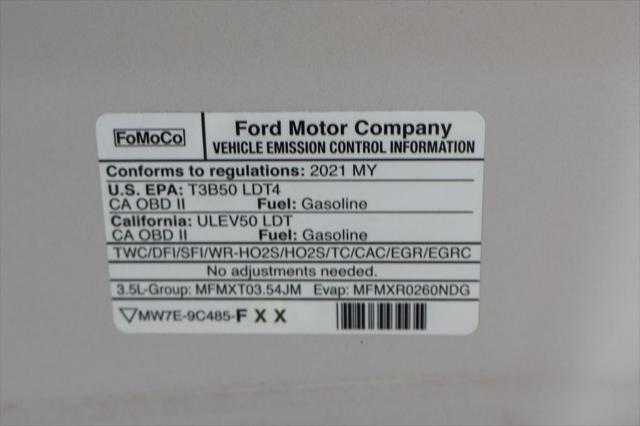 FoMoCo
Ford Motor Company
VEHICLE EMISSION CONTROL INFORMATION
Conforms to regulations: 2021 MY
U.S. EPA: T3B50 LDT4
CA OBD II Fuel: Gasoline
California: ULEV50 LDT
CA OBD II Fuel: Gasoline
TWC/DFI/SFI/WR-HO2S/HO2S/TC/CAC/EGR/EGRC
No adjustments needed.
3.5L-Group: MFMXT03.54JM Evap: MFMXR0260NDG
▽MW7E-9C485-F X X